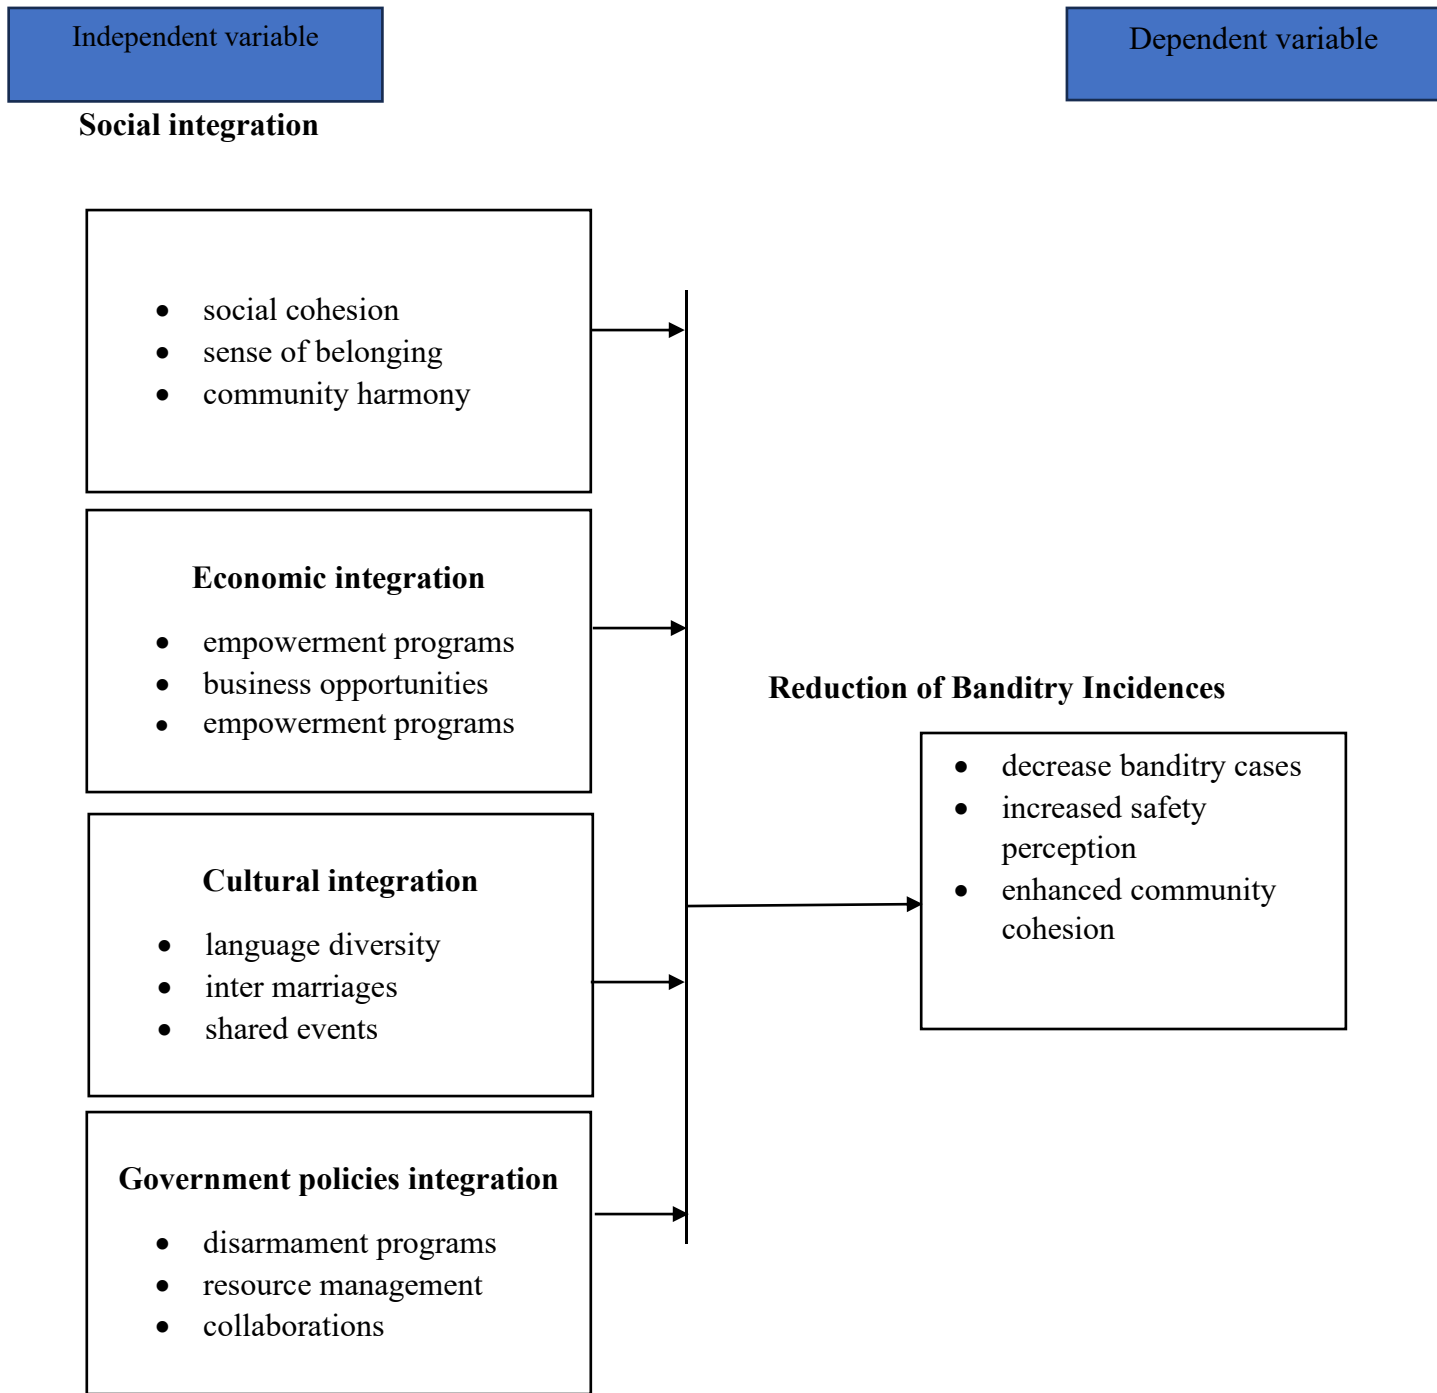 Independent variable
Dependent variable
Social integration
• social cohesion
• sense of belonging
• community harmony
Economic integration
• empowerment programs
• business opportunities
• empowerment programs
Cultural integration
• language diversity
• inter marriages
• shared events
Government policies integration
• disarmament programs
• resource management
• collaborations
Reduction of Banditry Incidences
• decrease banditry cases
• increased safety
perception
• enhanced community
cohesion